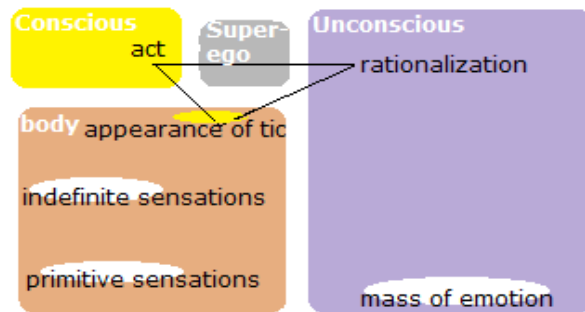 Conscious
act
Super-
ego
Unconscious
rationalization
body
appearance of tic
indefinite sensations
primitive sensations
mass of emotion